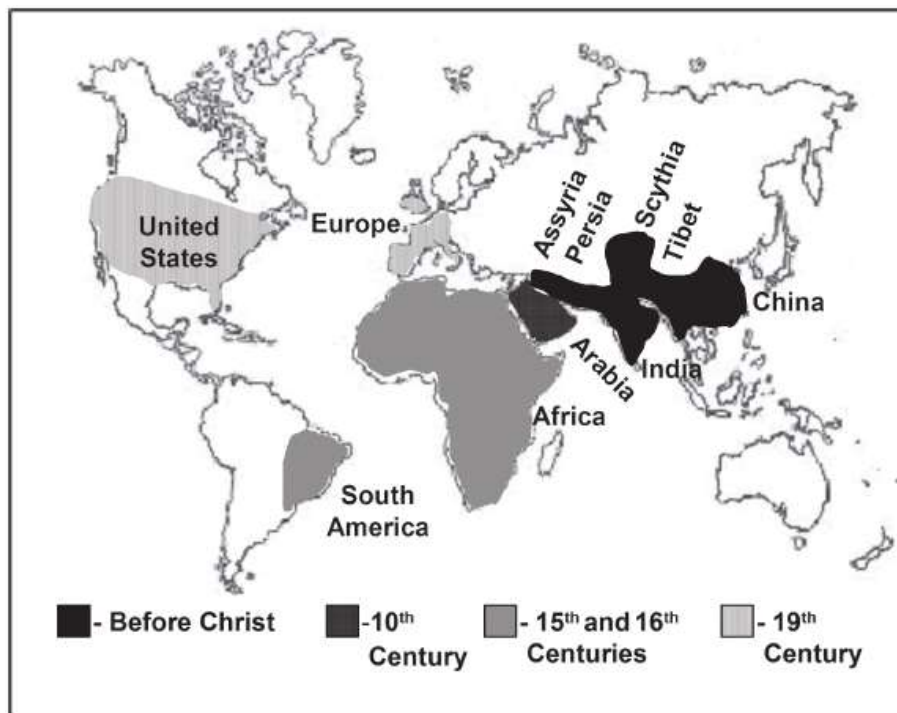 United
States
Europe
Assyria
Persia
Scythia
Tibet
China
India
Arabia
Africa
South
America
- Before Christ
-10th
Century
- 15th and 16th
Centuries
- 19th
Century